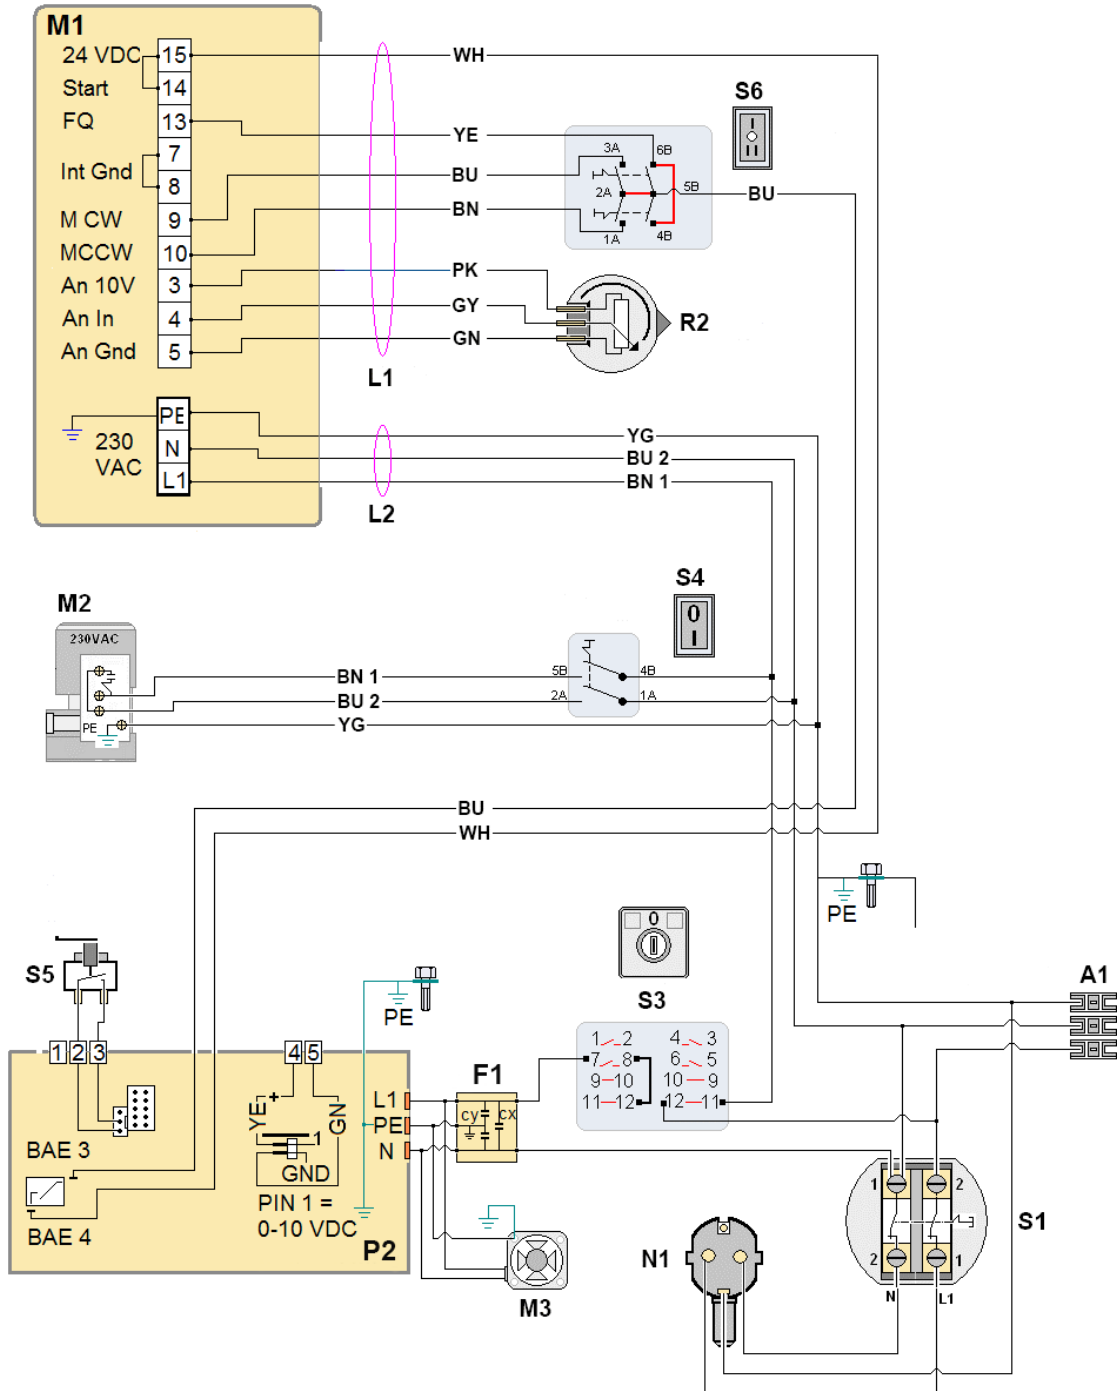 M1
24 VDC 15 WH
Start 14
FQ 13 YE
S6
I
II
Int Gnd 7
8
M CW 9 BU
MCCW 10 BN
3A 6B
2A 5B BU
1A 4B
An 10V 3 PK
An In 4 GY
An Gnd 5 GN
R2
L1
PE YG
230 VAC N BU 2
L1 BN 1
L2
S4
0
I
M2
230VAC
PE
BN 1 5B 4B
BU 2 2A 1A
YG
BU
WH
PE
S3
0
A1
S5
PE
1 2 3
4 5
1 2 4 3
7 8 6 5
9 10 10 9
11 12 12 11
F1
cy cx
L1
PE
N
YE + GN
1
GND
BAE 3
PIN 1 =
0-10 VDC
BAE 4
P2
M3
N1
1 2
S1
2 1
N L1